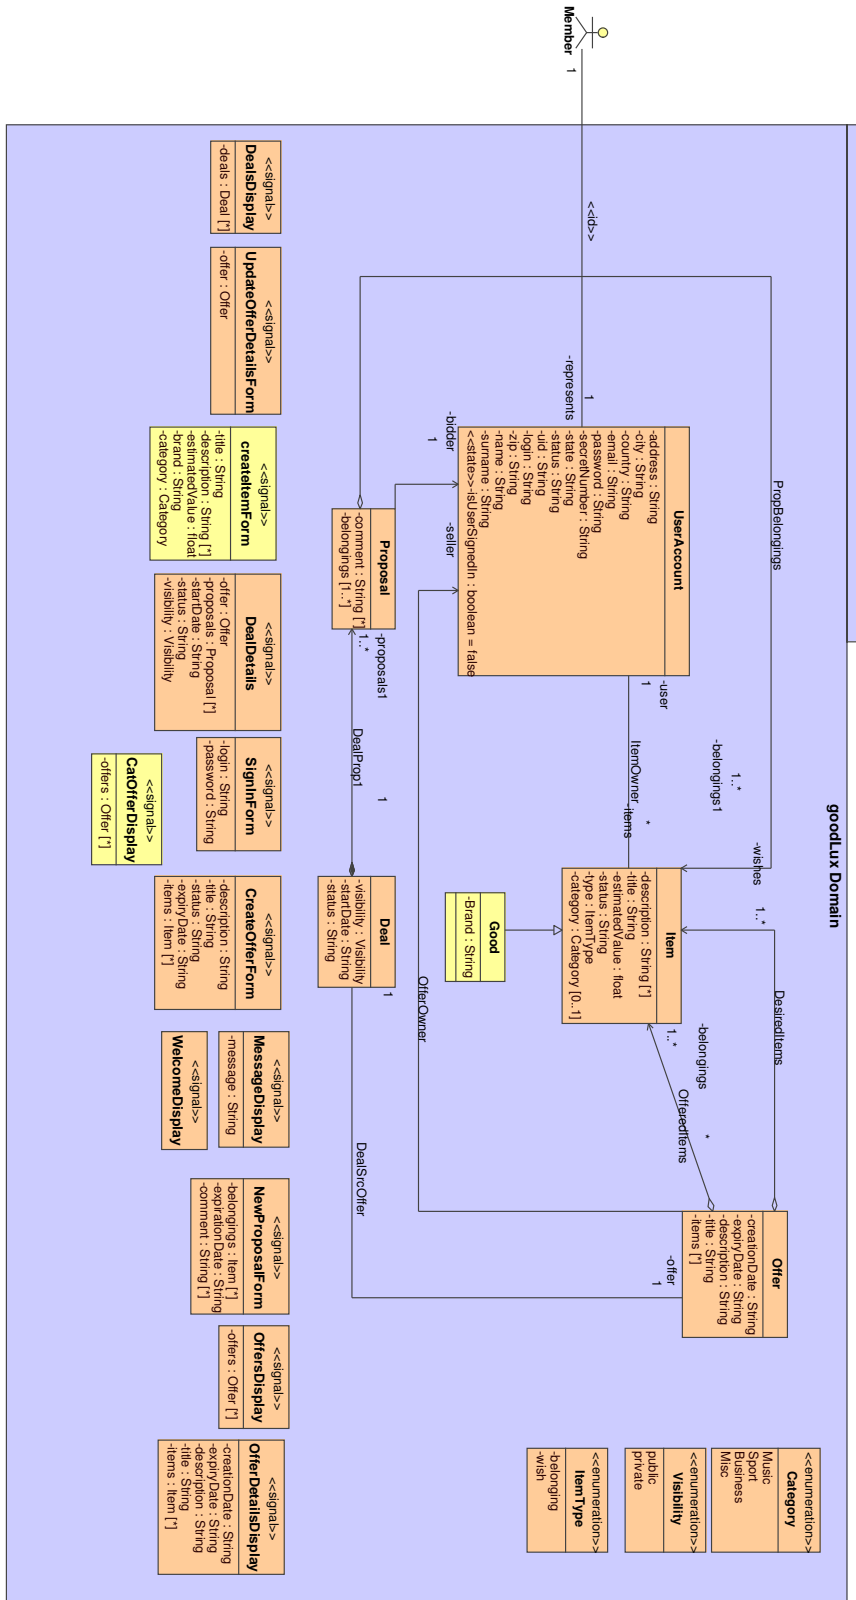 Member
1
goodLux Domain
<<id>>
1
-represents
UserAccount
-address : String
-city : String
-country : String
-email : String
-password : String
-secretNumber : String
-state : String
-status : String
-uid : String
-login : String
-zip : String
-name : String
-surname : String
<<state>>-isUserSignedIn : boolean = false
-user
1
ItemOwner
*
-items
PropBelongings
1..*
-belongings1
-wishes
1..*
DesiredItems
Item
-description : String [*]
-title : String
-estimatedValue : float
-status : String
-type : ItemType
-category : Category [0..1]
1..*
-belongings
OfferedItems
*
Offer
-creationDate : String
-expiryDate : String
-description : String
-title : String
-items [*]
-offer
1
<<enumeration>>
Category
Music
Sport
Business
Misc
<<enumeration>>
Visibility
public
private
<<enumeration>>
ItemType
-belonging
-wish
Good
-Brand : String
-bidder
1
-seller
OfferOwner
Proposal
-comment : String [*]
-belongings [1..*]
-proposals1
1..*
DealProp1
1
Deal
-visibility : Visibility
-startDate : String
-status : String
1
DealSrcOffer
<<signal>>
DealsDisplay
-deals : Deal [*]
<<signal>>
UpdateOfferDetailsForm
-offer : Offer
<<signal>>
createItemForm
-title : String
-description : String [*]
-estimatedValue : float
-brand : String
-category : Category
<<signal>>
DealDetails
-offer : Offer
-proposals : Proposal [*]
-startDate : String
-status : String
-visibility : Visibility
<<signal>>
SignInForm
-login : String
-password : String
<<signal>>
CatOfferDisplay
-offers : Offer [*]
<<signal>>
CreateOfferForm
-description : String
-title : String
-status : String
-expiryDate : String
-items : Item [*]
<<signal>>
MessageDisplay
-message : String
<<signal>>
WelcomeDisplay
<<signal>>
NewProposalForm
-belongings : Item [*]
-expirationDate : String
-comment : String [*]
<<signal>>
OffersDisplay
-offers : Offer [*]
<<signal>>
OfferDetailsDisplay
-creationDate : String
-expiryDate : String
-description : String
-title : String
-items : Item [*]